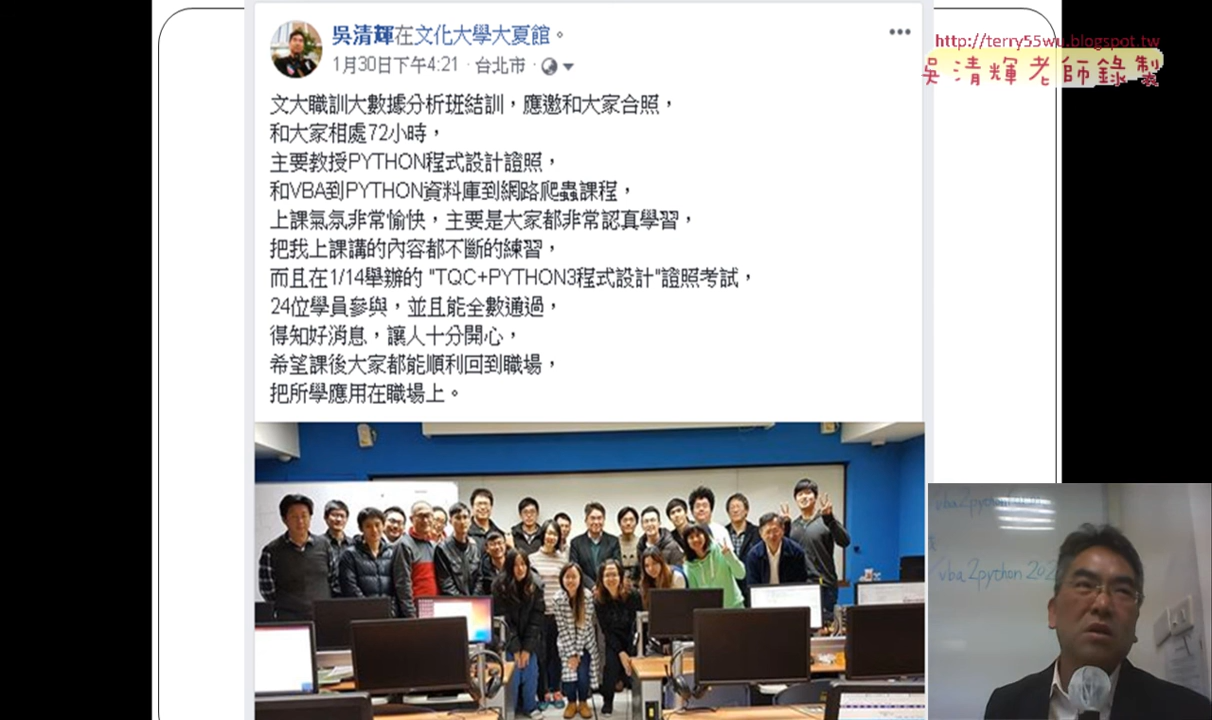 吳清輝在文化大學大夏館。
1月30日下午4:21 · 台北市 ·
http://terry55wu.blogspot.tw
吳清輝老師錄製
文大職訓大數據分析班結訓，應邀和大家合照，
和大家相處72小時，
主要教授PYTHON程式設計證照，
和VBA到PYTHON資料庫到網路爬蟲課程，
上課氣氛非常愉快，主要是大家都非常認真學習，
把我上課講的內容都不斷的練習，
而且在1/14舉辦的 "TQC+PYTHON3程式設計"證照考試，
24位學員參與，並且能全數通過，
得知好消息，讓人十分開心，
希望課後大家都能順利回到職場，
把所學應用在職場上。
vba2python
vba2python 202